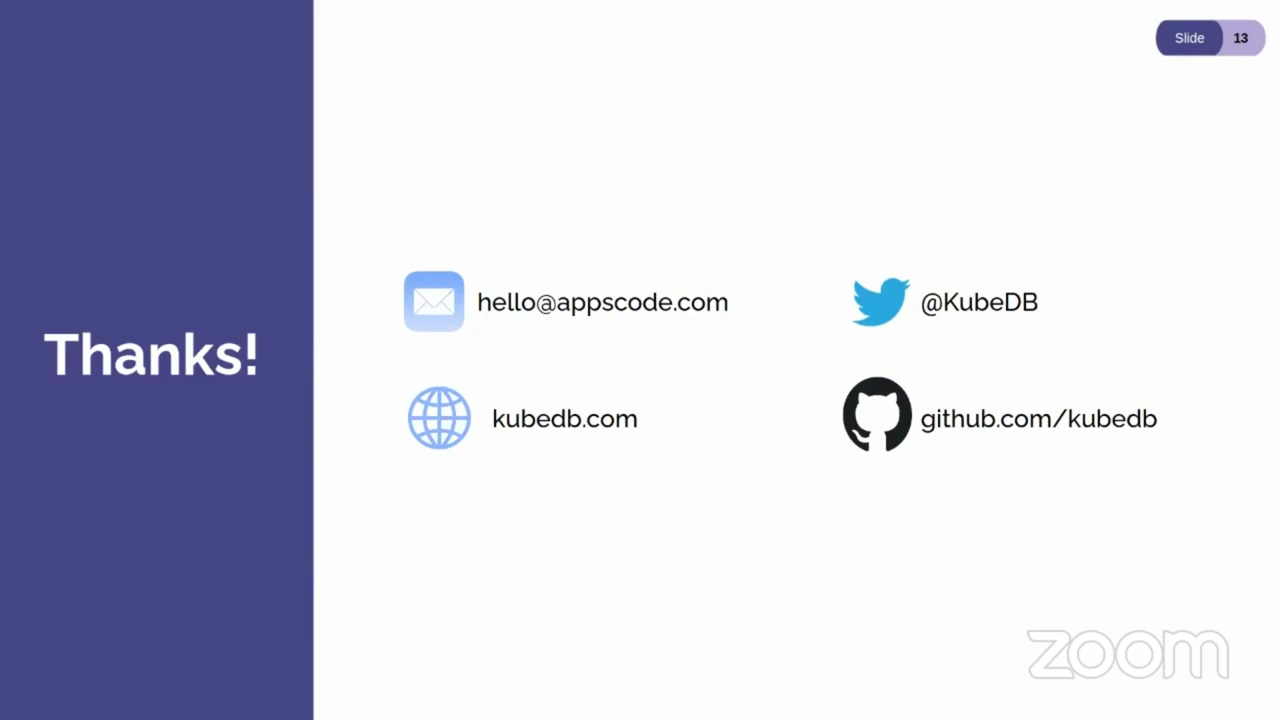 Slide 13
Thanks!
hello@appscode.com
@KubeDB
kubedb.com
github.com/kubedb
zoom